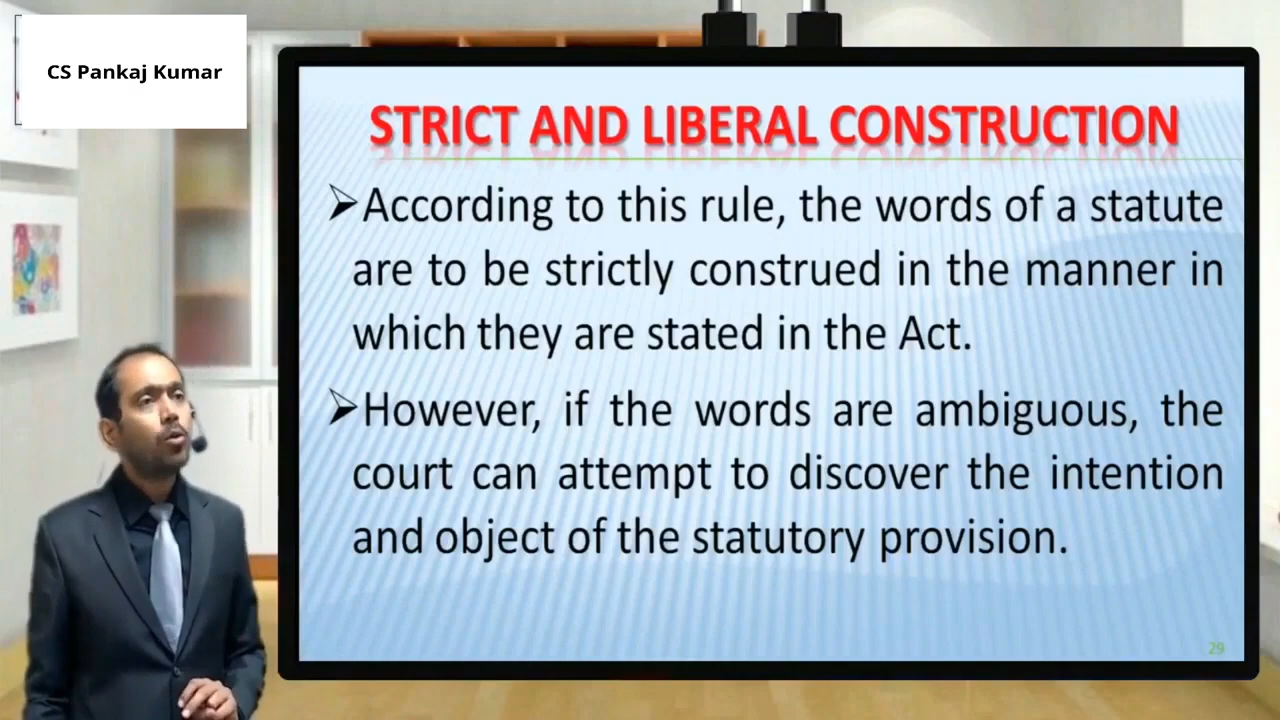 CS Pankaj Kumar
STRICT AND LIBERAL CONSTRUCTION
➢According to this rule, the words of a statute
are to be strictly construed in the manner in
which they are stated in the Act.
➢However, if the words are ambiguous, the
court can attempt to discover the intention
and object of the statutory provision.
29